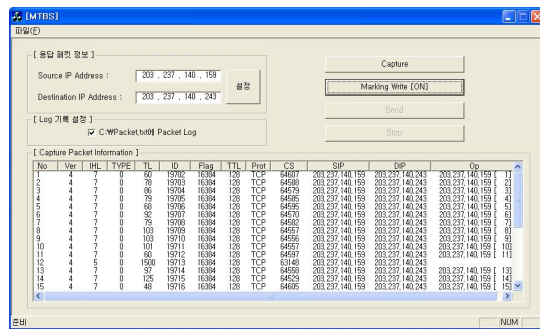 [MTBS]
파일(F)
[ 응답 패킷 정보 ]
Source IP Address : 203 . 237 . 140 . 159
Destination IP Address : 203 . 237 . 140 . 243
설정
Capture
Marking Write [ON]
Send
Stop
[ Log 기록 설정 ]
C:₩Packet.txt에 Packet Log
[ Capture Packet Information ]
No Ver IHL TYPE TL ID Flag TTL Prot CS SIP DIP Op
1 4 7 0 60 19702 16384 128 TCP 64607 203,237,140,159 203,237,140,243 203,237,140,159 [ 1]
2 4 7 0 78 19703 16384 128 TCP 64588 203,237,140,159 203,237,140,243 203,237,140,159 [ 2]
3 4 7 0 86 19704 16384 128 TCP 64579 203,237,140,159 203,237,140,243 203,237,140,159 [ 3]
4 4 7 0 79 19705 16384 128 TCP 64585 203,237,140,159 203,237,140,243 203,237,140,159 [ 4]
5 4 7 0 68 19706 16384 128 TCP 64595 203,237,140,159 203,237,140,243 203,237,140,159 [ 5]
6 4 7 0 92 19707 16384 128 TCP 64570 203,237,140,159 203,237,140,243 203,237,140,159 [ 6]
7 4 7 0 79 19708 16384 128 TCP 64582 203,237,140,159 203,237,140,243 203,237,140,159 [ 7]
8 4 7 0 103 19709 16384 128 TCP 64557 203,237,140,159 203,237,140,243 203,237,140,159 [ 8]
9 4 7 0 103 19710 16384 128 TCP 64556 203,237,140,159 203,237,140,243 203,237,140,159 [ 9]
10 4 7 0 101 19711 16384 128 TCP 64557 203,237,140,159 203,237,140,243 203,237,140,159 [ 10]
11 4 7 0 60 19712 16384 128 TCP 64597 203,237,140,159 203,237,140,243 203,237,140,159 [ 11]
12 4 5 0 1500 19713 16384 128 TCP 63148 203,237,140,159 203,237,140,243
13 4 7 0 97 19714 16384 128 TCP 64558 203,237,140,159 203,237,140,243 203,237,140,159 [ 13]
14 4 7 0 125 19715 16384 128 TCP 64529 203,237,140,159 203,237,140,243 203,237,140,159 [ 14]
15 4 7 0 48 19716 16384 128 TCP 64605 203,237,140,159 203,237,140,243 203,237,140,159 [ 15]
준비 NUM